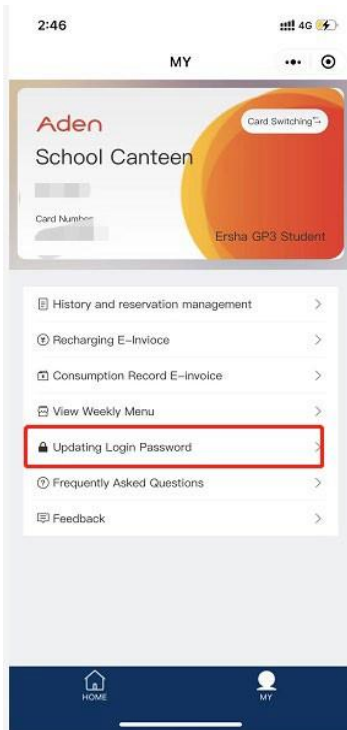 2:46
4G
MY
Aden
Card Switching
School Canteen
Card Number
Ersha GP3 Student
History and reservation management
Recharging E-Invioce
Consumption Record E-invoice
View Weekly Menu
Updating Login Password
Frequently Asked Questions
Feedback
HOME
MY